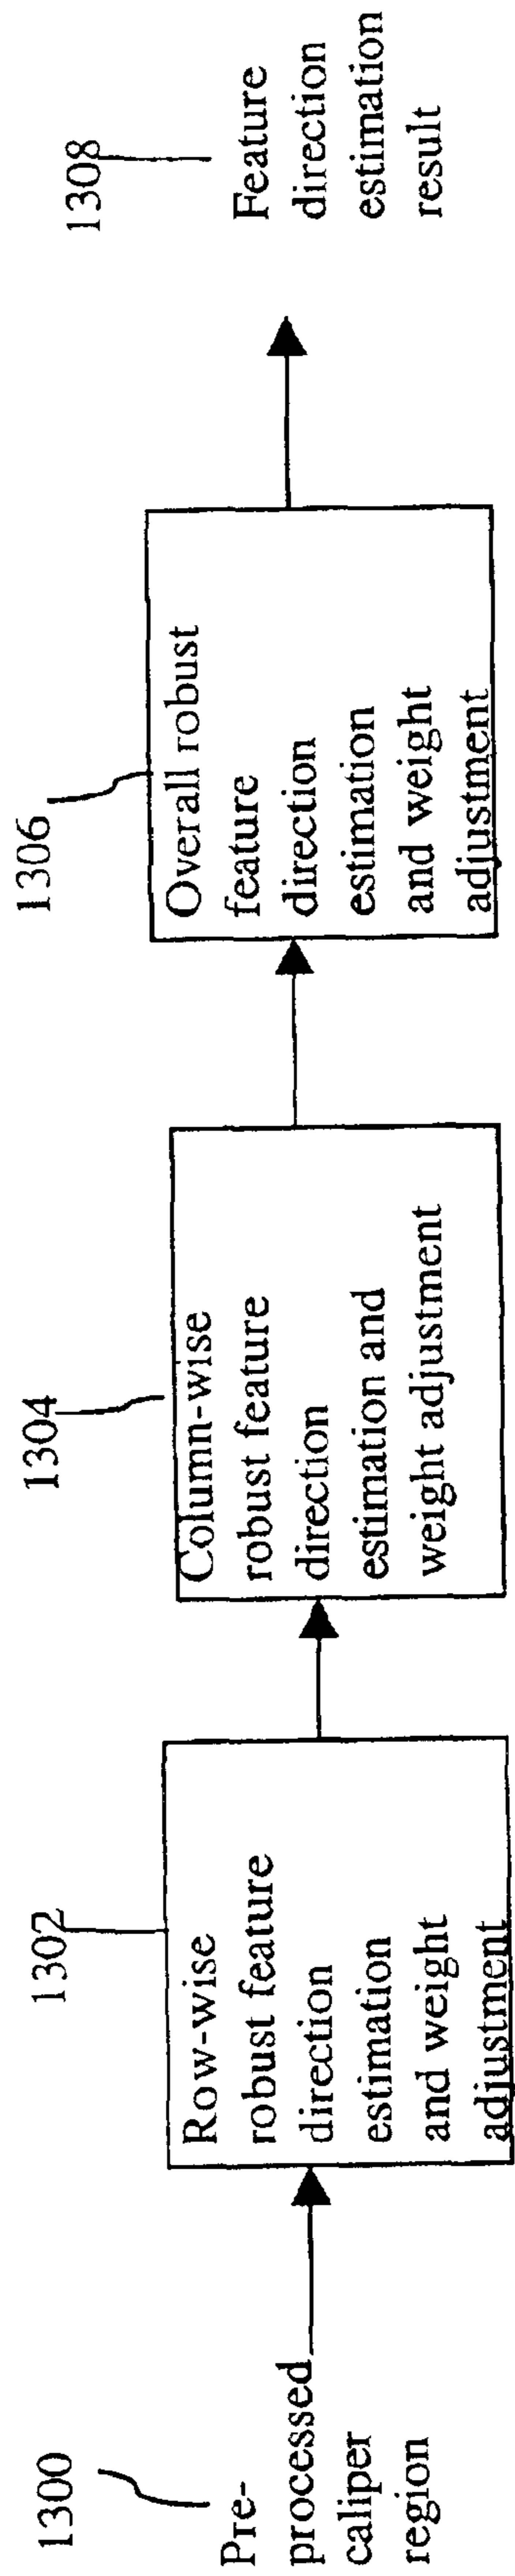 1300
Pre-
processed
caliper
region
1302
Row-wise
robust feature
direction
estimation
and weight
adjustment
1304
Column-wise
robust feature
direction
estimation and
weight adjustment
1306
Overall robust
feature
direction
estimation
and weight
adjustment
1308
Feature
direction
estimation
result